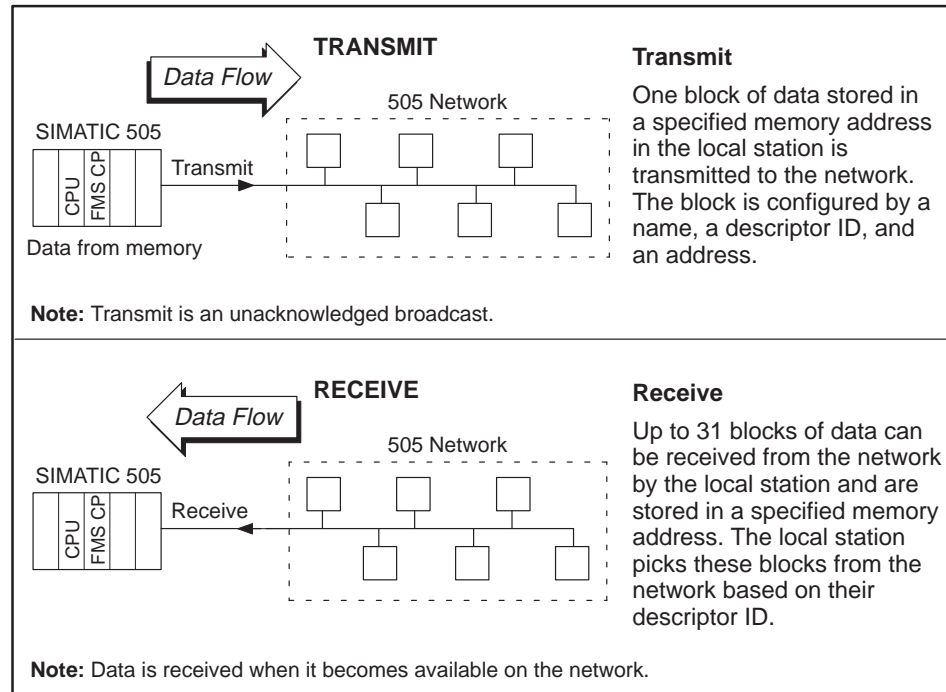 TRANSMIT
Data Flow
505 Network
SIMATIC 505
CPU
FMS CP
Transmit
Data from memory
Transmit
One block of data stored in
a specified memory address
in the local station is
transmitted to the network.
The block is configured by a
name, a descriptor ID, and
an address.
Note: Transmit is an unacknowledged broadcast.
RECEIVE
Data Flow
505 Network
SIMATIC 505
CPU
FMS CP
Receive
Receive
Up to 31 blocks of data can
be received from the network
by the local station and are
stored in a specified memory
address. The local station
picks these blocks from the
network based on their
descriptor ID.
Note: Data is received when it becomes available on the network.